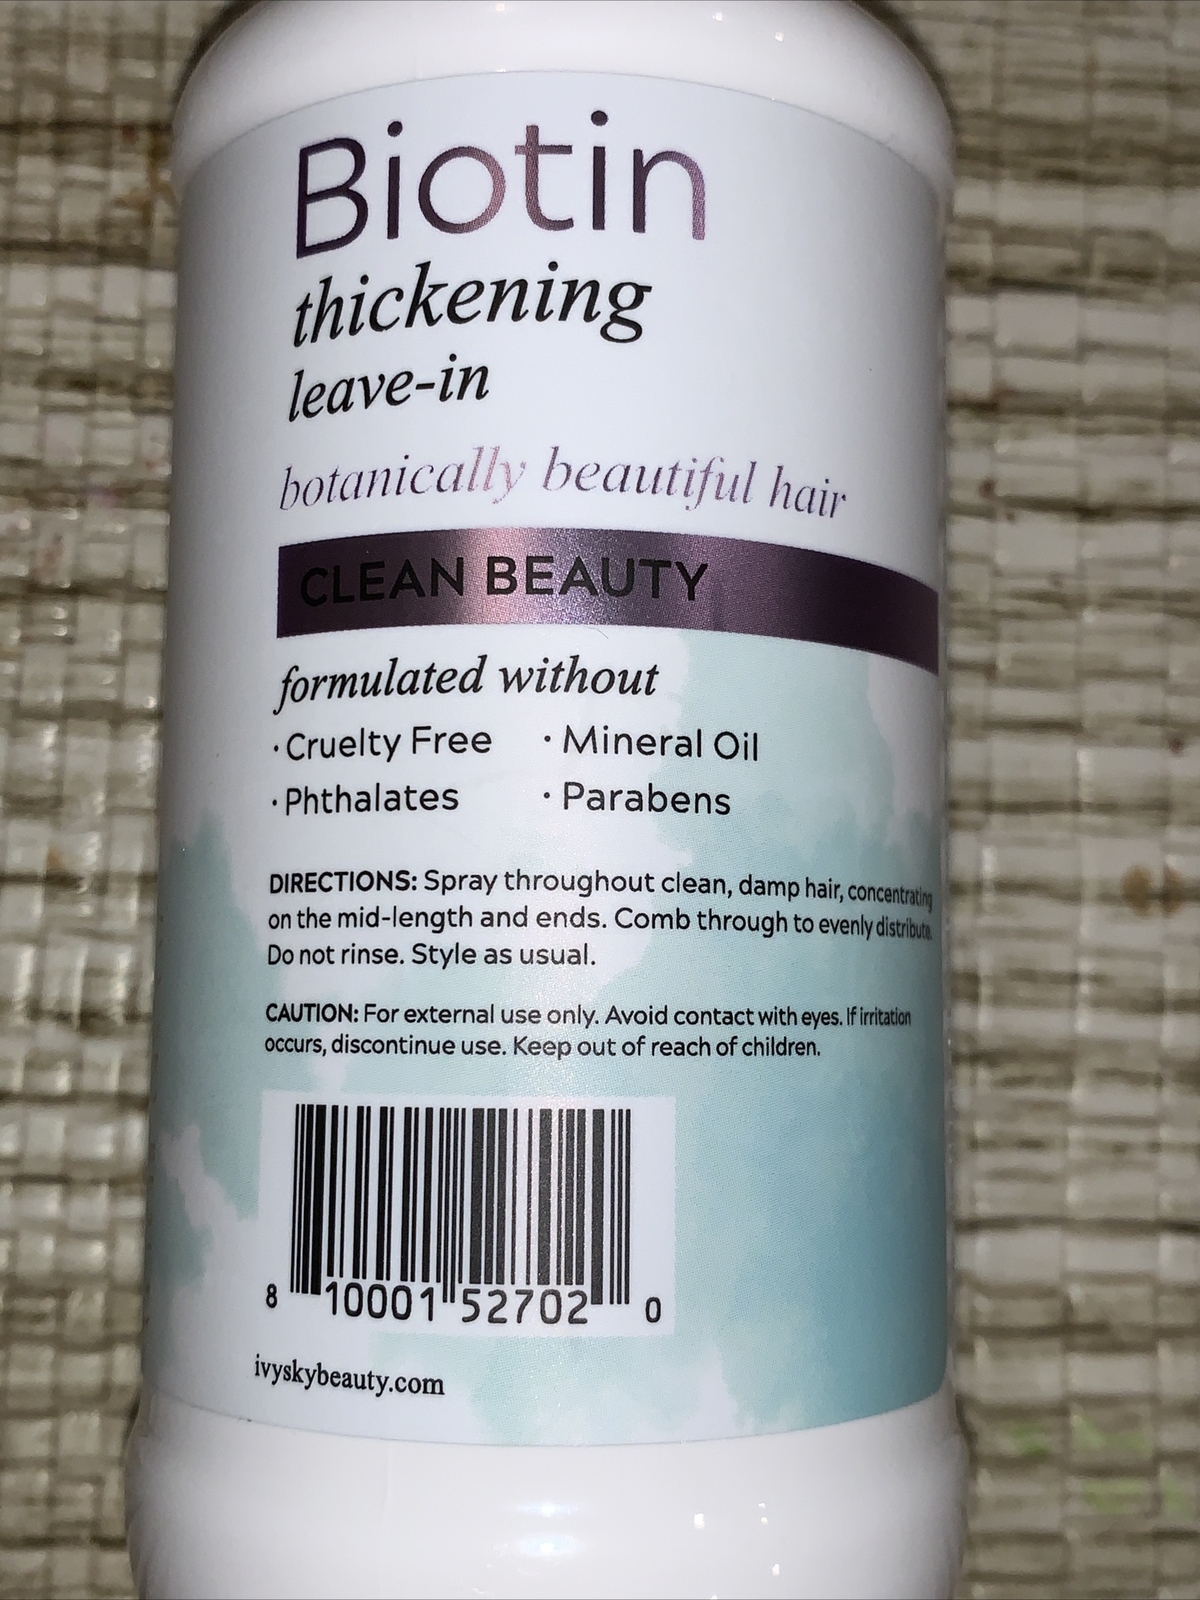 Biotin
thickening
leave-in
botanically beautiful hair
CLEAN BEAUTY
formulated without
· Cruelty Free · Mineral Oil
· Phthalates · Parabens
DIRECTIONS: Spray throughout clean, damp hair, concentrating
on the mid-length and ends. Comb through to evenly distribute.
Do not rinse. Style as usual.
CAUTION: For external use only. Avoid contact with eyes. If irritation
occurs, discontinue use. Keep out of reach of children.
8 10001 52702 0
ivyskybeauty.com